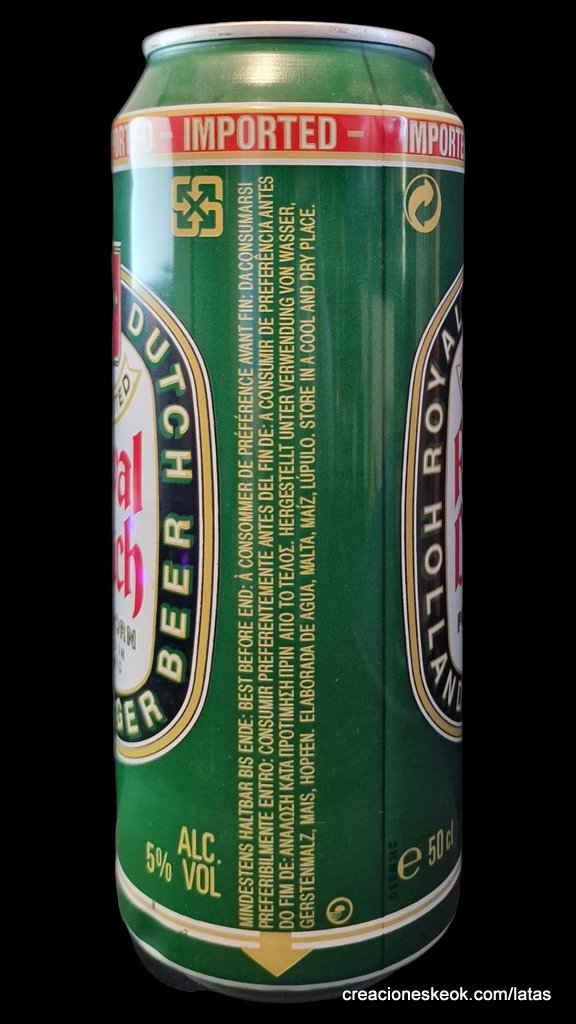 IMPORTED – IMPORTED – IMPORTE
DUTCH
BEER
GER
ALC.
5% VOL
MINDESTENS HALTBAR BIS ENDE: BEST BEFORE END: À CONSOMMER DE PRÉFÉRENCE AVANT FIN: DA CONSUMARSI
PREFERIBILMENTE ENTRO: CONSUMIR PREFERENTEMENTE ANTES DEL FIN DE: A CONSUMIR DE PREFERÊNCIA ANTES
DO FIM DE: ΑΝΑΛΩΣΗ ΚΑΤΑ ΠΡΟΤΙΜΗΣΗ ΠΡΙΝ ΑΠΟ ΤΟ ΤΕΛΟΣ. HERGESTELLT UNTER VERWENDUNG VON WASSER,
GERSTENMALZ, MAIS, HOPFEN. ELABORADA DE AGUA, MALTA, MAÍZ, LÚPULO. STORE IN A COOL AND DRY PLACE.
ROYAL
HOLLAND
e 50 cl
creacioneskeok.com/latas